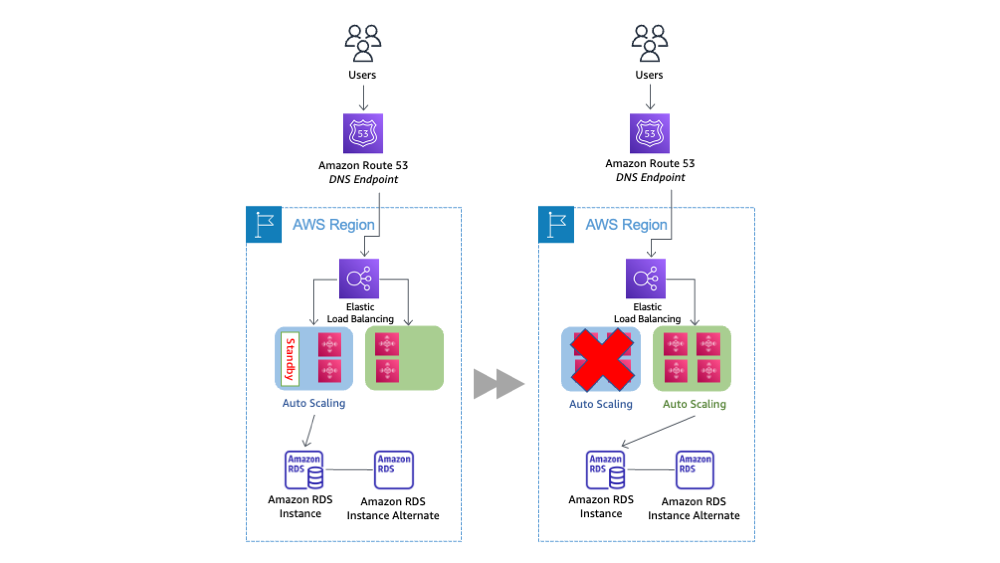 Users
53
Amazon Route 53
DNS Endpoint
AWS Region
Elastic
Load Balancing
Standby
Auto Scaling
Amazon
RDS
Amazon RDS
Instance
Amazon
RDS
Amazon RDS
Instance Alternate
Users
53
Amazon Route 53
DNS Endpoint
AWS Region
Elastic
Load Balancing
Auto Scaling
Auto Scaling
Amazon
RDS
Amazon RDS
Instance
Amazon
RDS
Amazon RDS
Instance Alternate